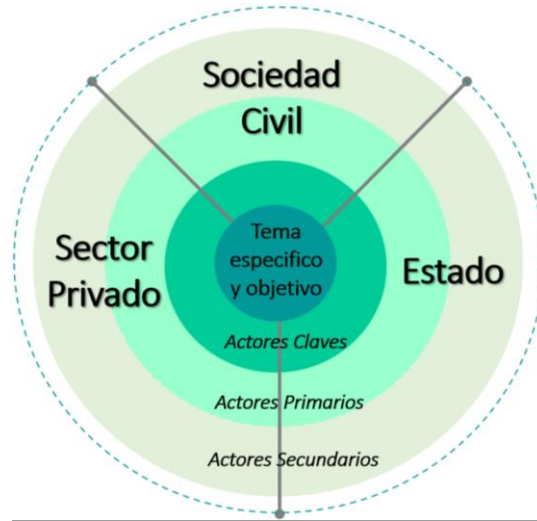 Sociedad
Civil
Sector
Privado
Estado
Tema
especifico
y objetivo
Actores Claves
Actores Primarios
Actores Secundarios